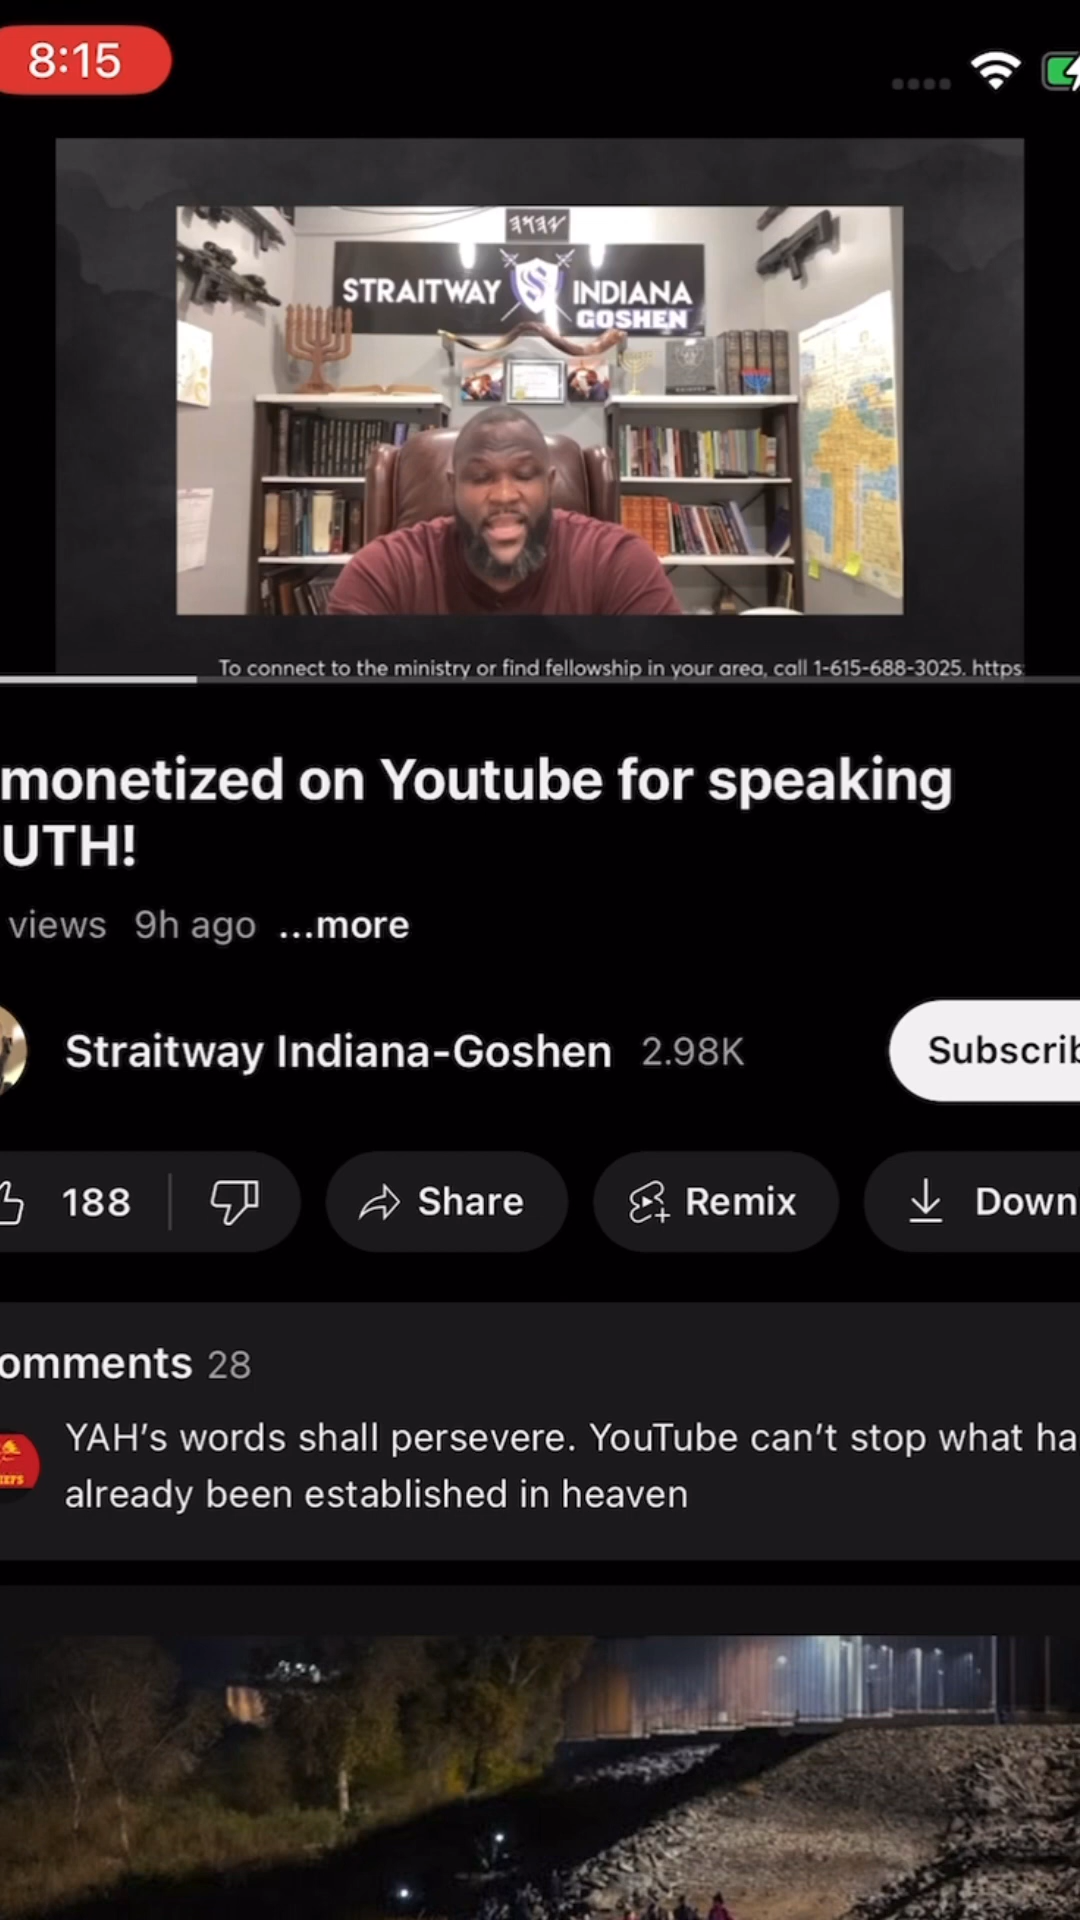 8:15
𐤉𐤄𐤅𐤄
STRAITWAY INDIANA
GOSHEN
To connect to the ministry or find fellowship in your area, call 1-615-688-3025. https:
monetized on Youtube for speaking
UTH!
views 9h ago ...more
Straitway Indiana-Goshen 2.98K
Subscrib
188 Share Remix Down
omments 28
YAH's words shall persevere. YouTube can't stop what ha
already been established in heaven
IEFS